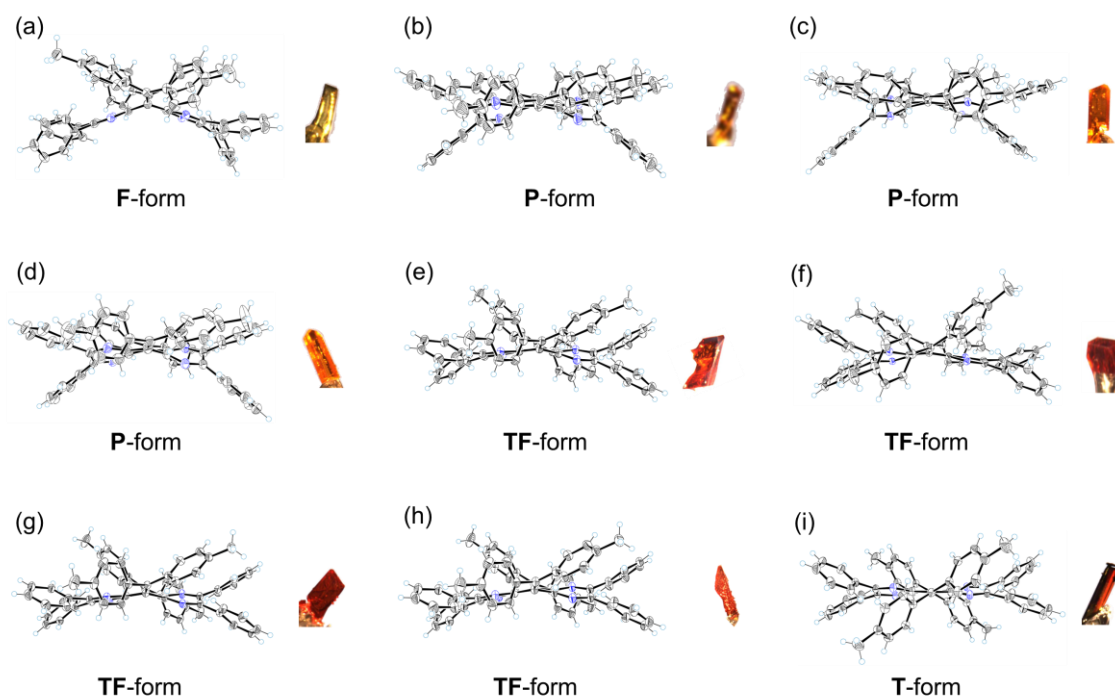 (a)
(b)
(c)
F-form
P-form
P-form
(d)
(e)
(f)
P-form
TF-form
TF-form
(g)
(h)
(i)
TF-form
TF-form
T-form